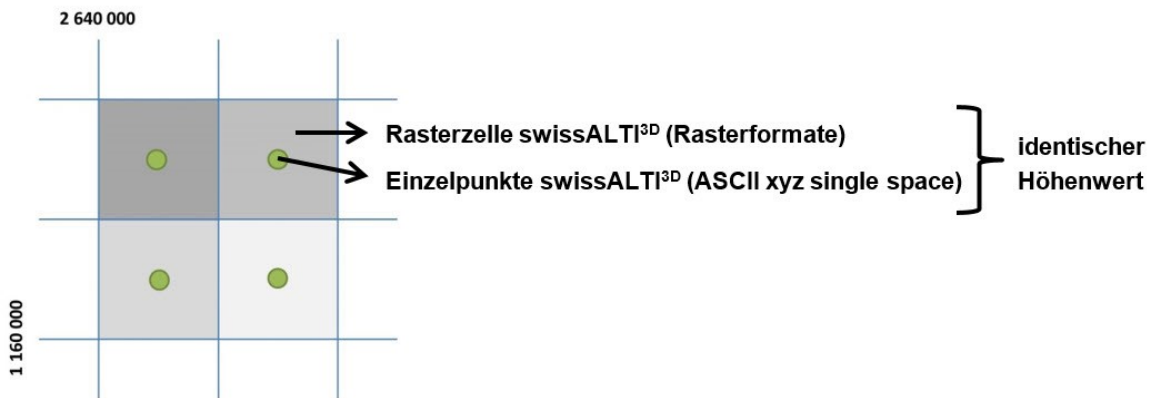 2 640 000
Rasterzelle swissALTI3D (Rasterformate)
Einzelpunkte swissALTI3D (ASCII xyz single space)
identischer
Höhenwert
1 160 000